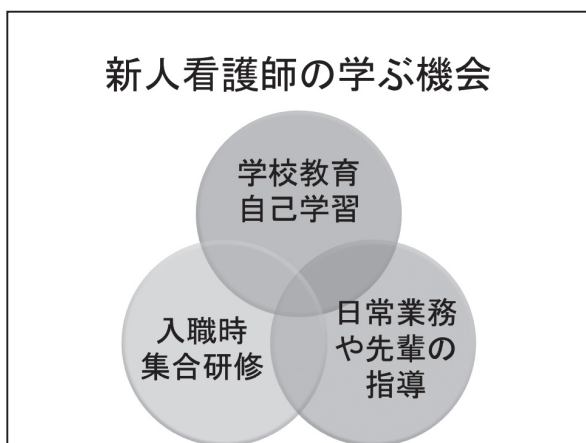 新人看護師の学ぶ機会
学校教育
自己学習
入職時
集合研修
日常業務
や先輩の
指導